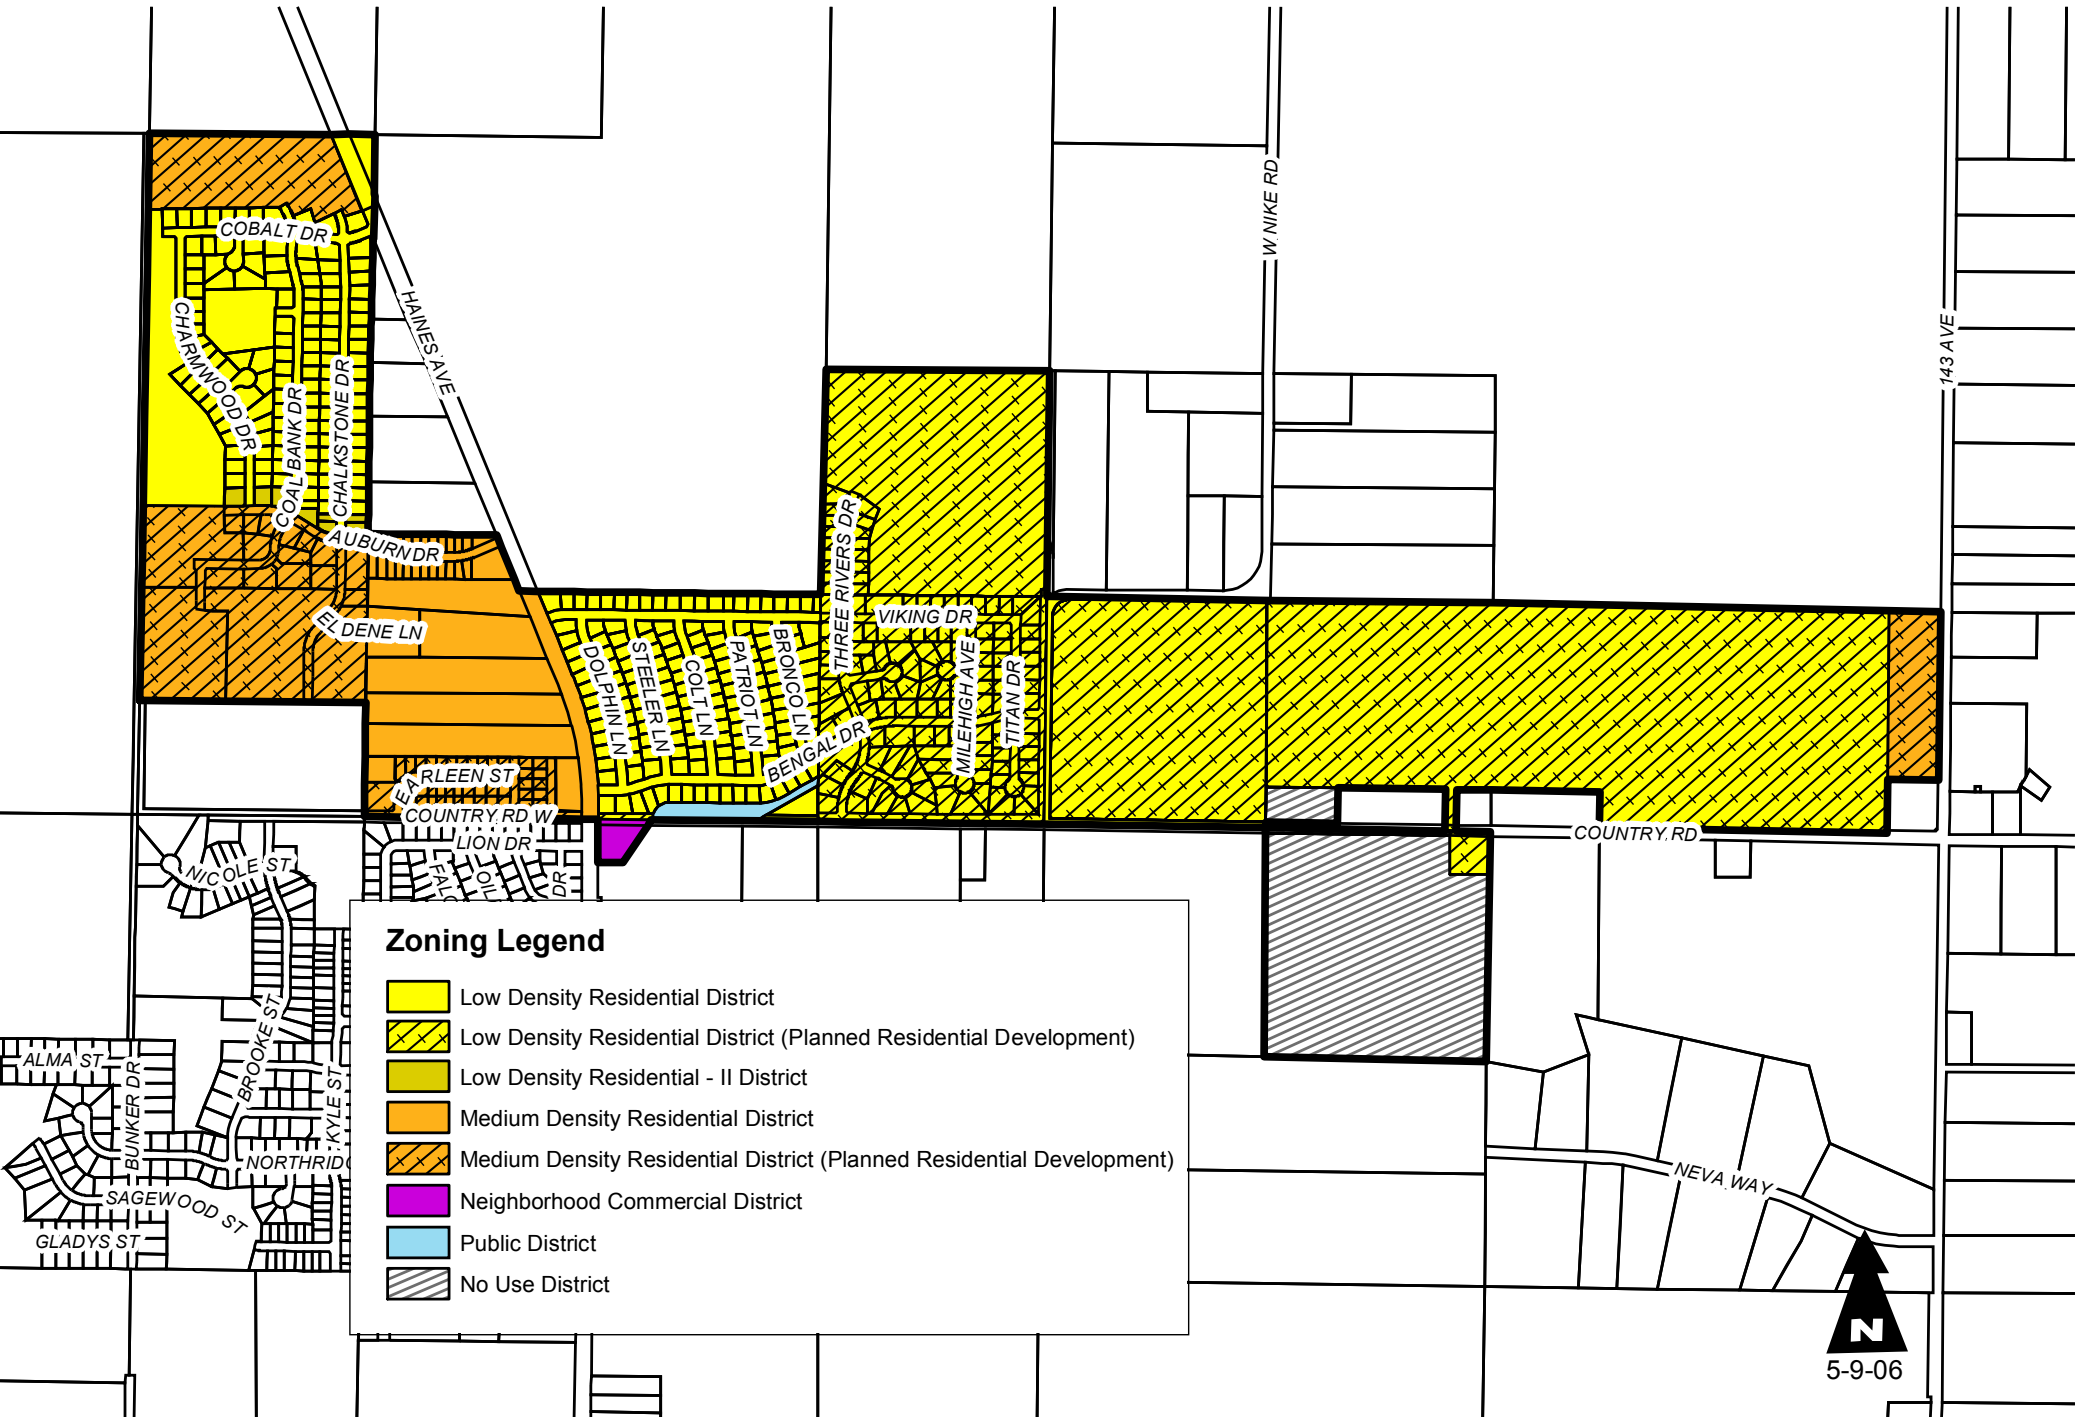 W NIKE RD
COBALT DR
HAINES AVE
CHARMWOOD DR
143 AVE
COAL BANK DR
CHALKSTONE DR
AUBURN DR
THREE RIVERS DR
EL DENE LN
VIKING DR
DOLPHIN LN
STEELER LN
COLT LN
PATRIOT LN
BRONCO LN
MILEHIGH AVE
TITAN DR
BENGAL DR
EARLEEN ST
COUNTRY RD W
COUNTRY RD
LION DR
NICOLE ST
DR
Zoning Legend
Low Density Residential District
Low Density Residential District (Planned Residential Development)
Low Density Residential - II District
Medium Density Residential District
Medium Density Residential District (Planned Residential Development)
Neighborhood Commercial District
Public District
No Use District
BROOKE ST
ALMA ST
BUNKER DR
KYLE ST
SAGEWOOD ST
GLADYS ST
NEVA WAY
N
5-9-06